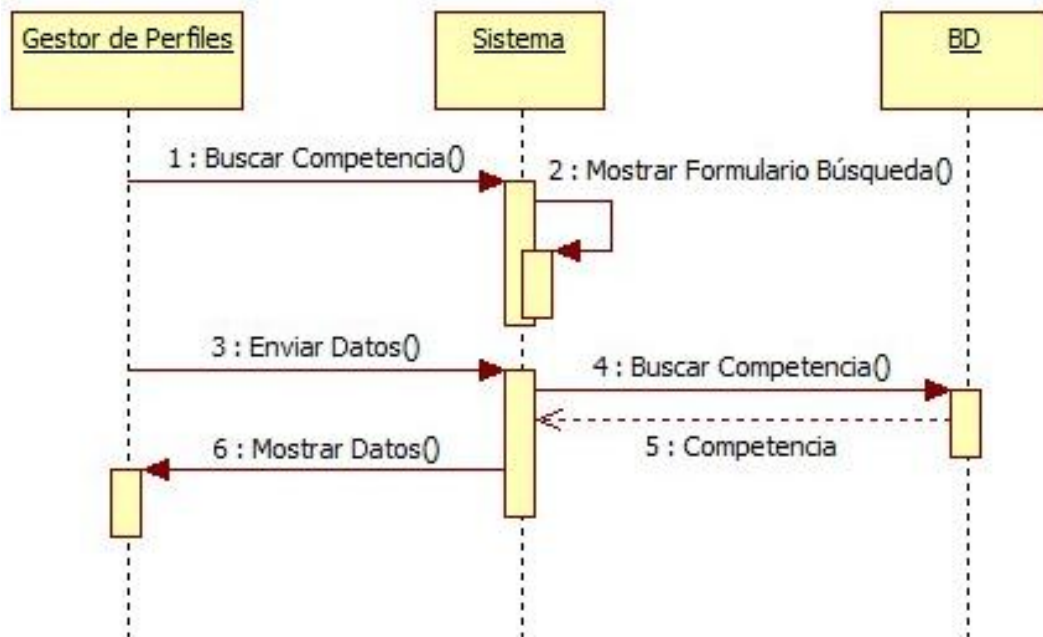 Gestor de Perfiles
Sistema
BD
1 : Buscar Competencia()
2 : Mostrar Formulario Búsqueda()
3 : Enviar Datos()
4 : Buscar Competencia()
5 : Competencia
6 : Mostrar Datos()